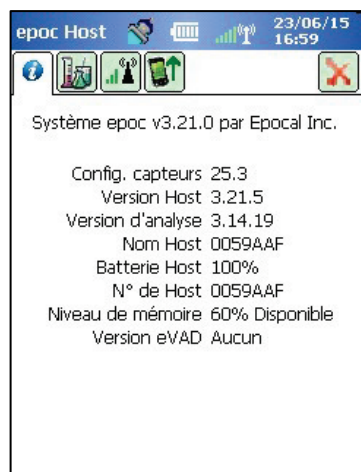 epoc Host 23/06/15
16:59
Système epoc v3.21.0 par Epocal Inc.
Config. capteurs 25.3
Version Host 3.21.5
Version d'analyse 3.14.19
Nom Host 0059AAF
Batterie Host 100%
N° de Host 0059AAF
Niveau de mémoire 60% Disponible
Version eVAD Aucun